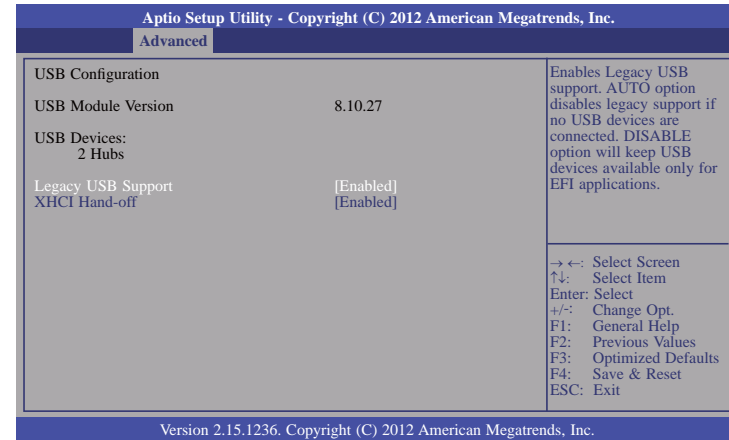 Aptio Setup Utility - Copyright (C) 2012 American Megatrends, Inc.
Advanced
USB Configuration
USB Module Version 8.10.27
USB Devices:
2 Hubs
Legacy USB Support [Enabled]
XHCI Hand-off [Enabled]
Enables Legacy USB
support. AUTO option
disables legacy support if
no USB devices are
connected. DISABLE
option will keep USB
devices available only for
EFI applications.
→ ←: Select Screen
↑↓: Select Item
Enter: Select
+/-: Change Opt.
F1: General Help
F2: Previous Values
F3: Optimized Defaults
F4: Save & Reset
ESC: Exit
Version 2.15.1236. Copyright (C) 2012 American Megatrends, Inc.